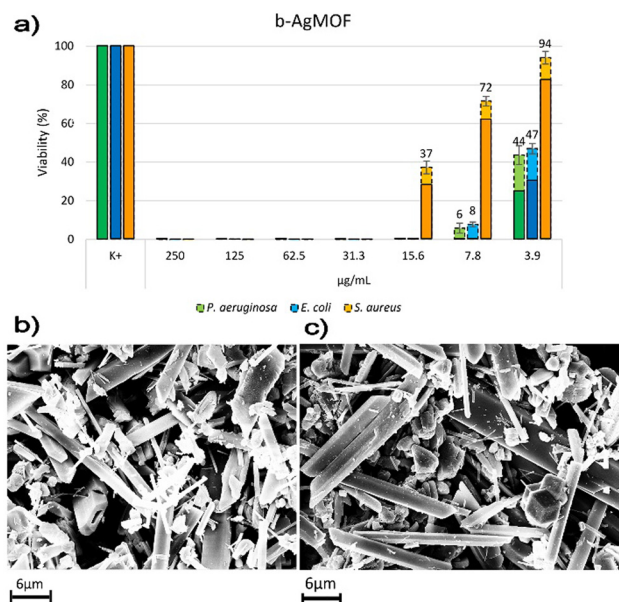 a)
b-AgMOF
100
80
60
40
20
0
Viability (%)
37
6
8
72
44
47
94
K+ 250 125 62.5 31.3 15.6 7.8 3.9
µg/mL
P. aeruginosa E. coli S. aureus
b) c)
6µm 6µm